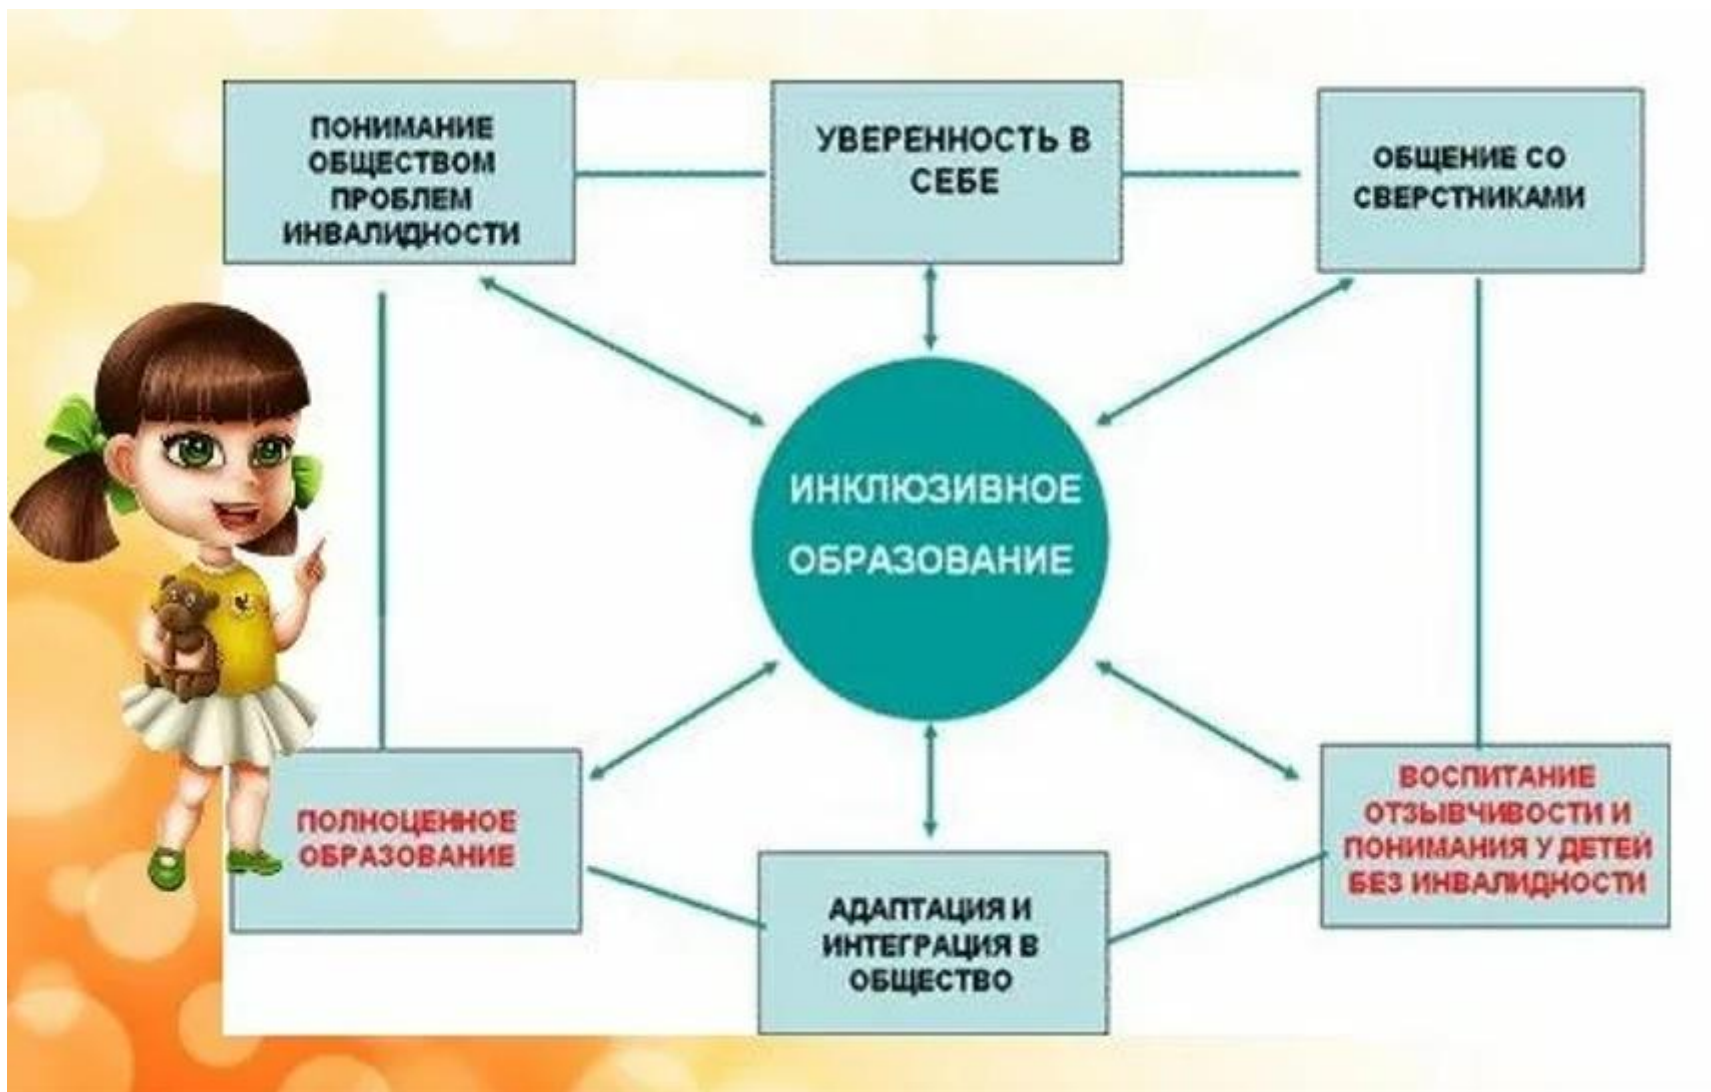 ПОНИМАНИЕ
ОБЩЕСТВОМ
ПРОБЛЕМ
ИНВАЛИДНОСТИ
УВЕРЕННОСТЬ В
СЕБЕ
ОБЩЕНИЕ СО
СВЕРСТНИКАМИ
ИНКЛЮЗИВНОЕ
ОБРАЗОВАНИЕ
ПОЛНОЦЕННОЕ
ОБРАЗОВАНИЕ
АДАПТАЦИЯ И
ИНТЕГРАЦИЯ В
ОБЩЕСТВО
ВОСПИТАНИЕ
ОТЗЫВЧИВОСТИ И
ПОНИМАНИЯ У ДЕТЕЙ
БЕЗ ИНВАЛИДНОСТИ